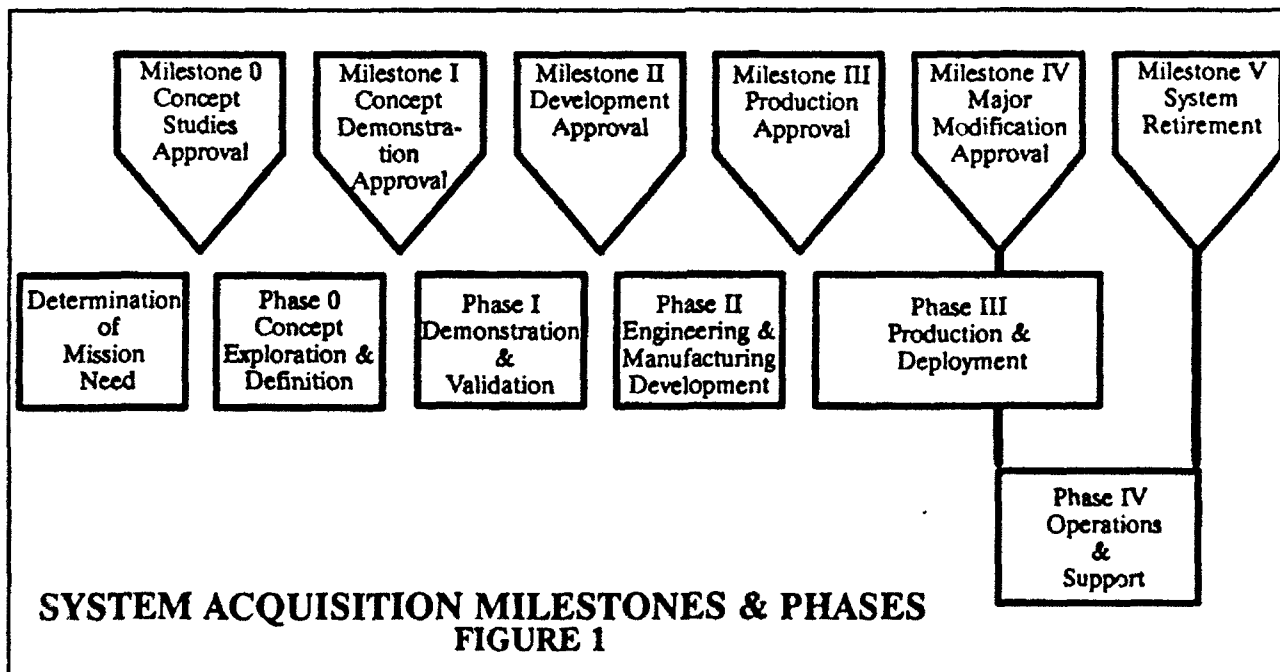 Milestone 0
Concept
Studies
Approval
Milestone I
Concept
Demonstra-
tion
Approval
Milestone II
Development
Approval
Milestone III
Production
Approval
Milestone IV
Major
Modification
Approval
Milestone V
System
Retirement
Determination
of
Mission
Need
Phase 0
Concept
Exploration &
Definition
Phase I
Demonstration
&
Validation
Phase II
Engineering &
Manufacturing
Development
Phase III
Production &
Deployment
Phase IV
Operations
&
Support
SYSTEM ACQUISITION MILESTONES & PHASES
FIGURE 1